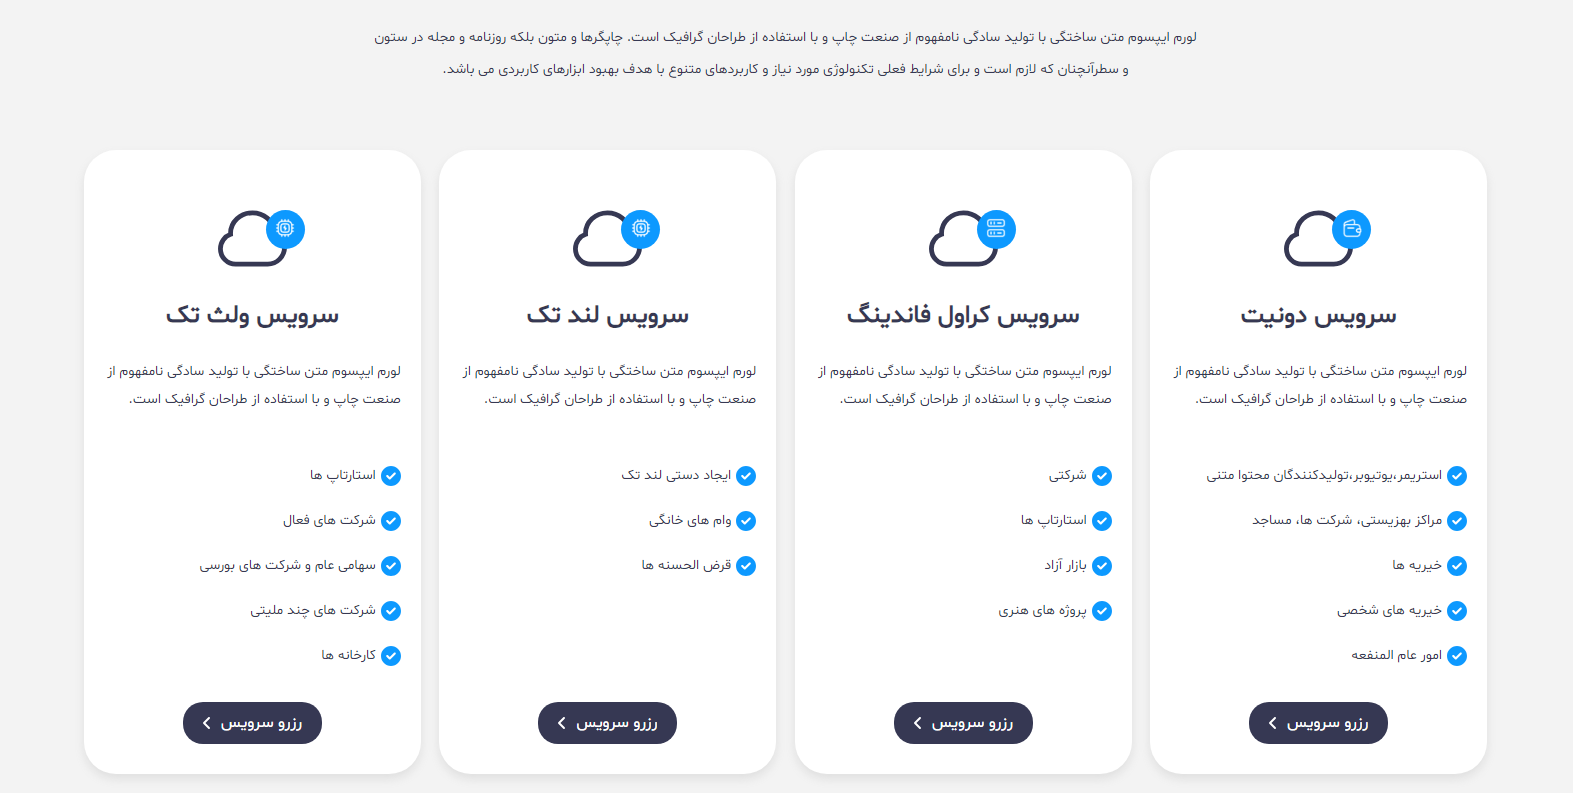 لورم ایپسوم متن ساختگی با تولید سادگی نامفهوم از صنعت چاپ و با استفاده از طراحان گرافیک است. چاپگرها و متون بلکه روزنامه و مجله در ستون
و سطرآنچنان که لازم است و برای شرایط فعلی تکنولوژی مورد نیاز و کاربردهای متنوع با هدف بهبود ابزارهای کاربردی می باشد.
سرویس دونیت
لورم ایپسوم متن ساختگی با تولید سادگی نامفهوم از
صنعت چاپ و با استفاده از طراحان گرافیک است.
استریمر،یوتیوبر،تولیدکنندگان محتوا متنی
مراکز بهزیستی، شرکت ها، مساجد
خیریه ها
خیریه های شخصی
امور عام المنفعه
رزرو سرویس
سرویس کراول فاندینگ
لورم ایپسوم متن ساختگی با تولید سادگی نامفهوم از
صنعت چاپ و با استفاده از طراحان گرافیک است.
شرکتی
استارتاپ ها
بازار آزاد
پروژه های هنری
رزرو سرویس
سرویس لند تک
لورم ایپسوم متن ساختگی با تولید سادگی نامفهوم از
صنعت چاپ و با استفاده از طراحان گرافیک است.
ایجاد دستی لند تک
وام های خانگی
قرض الحسنه ها
رزرو سرویس
سرویس ولث تک
لورم ایپسوم متن ساختگی با تولید سادگی نامفهوم از
صنعت چاپ و با استفاده از طراحان گرافیک است.
استارتاپ ها
شرکت های فعال
سهامی عام و شرکت های بورسی
شرکت های چند ملیتی
کارخانه ها
رزرو سرویس